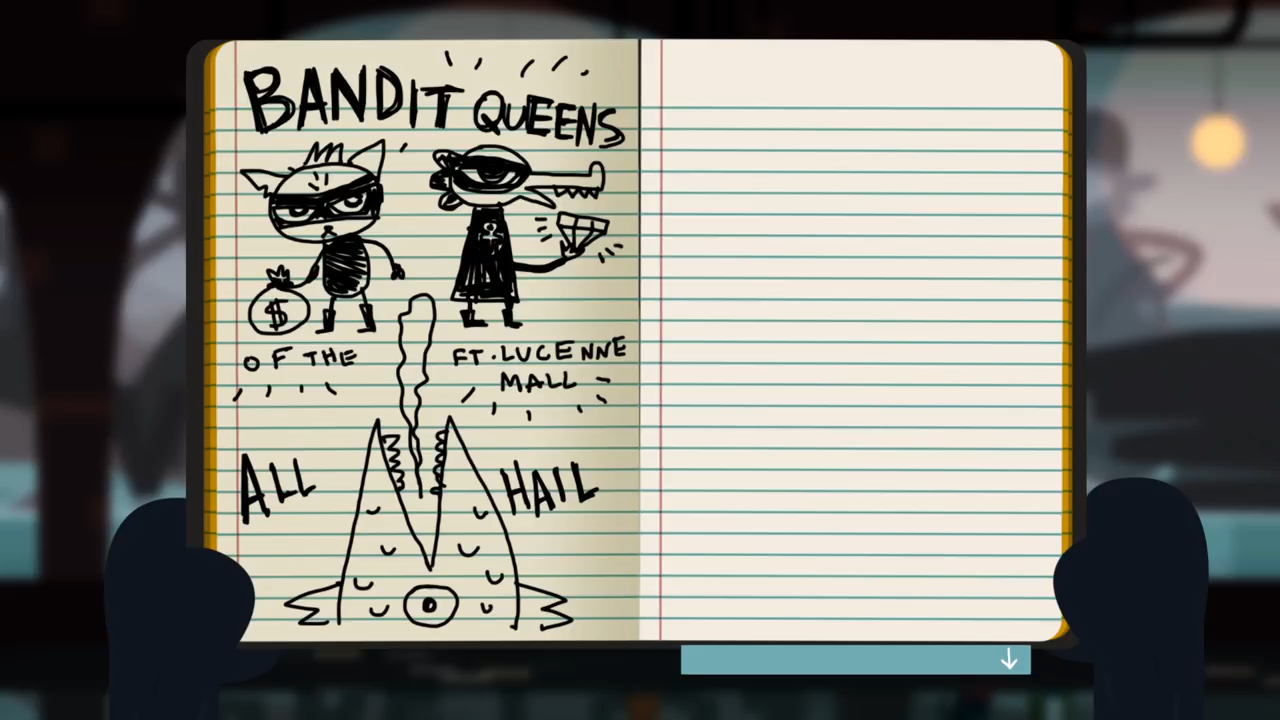 BANDIT QUEENS
$
OF THE FT. LUCENNE
MALL
ALL HAIL